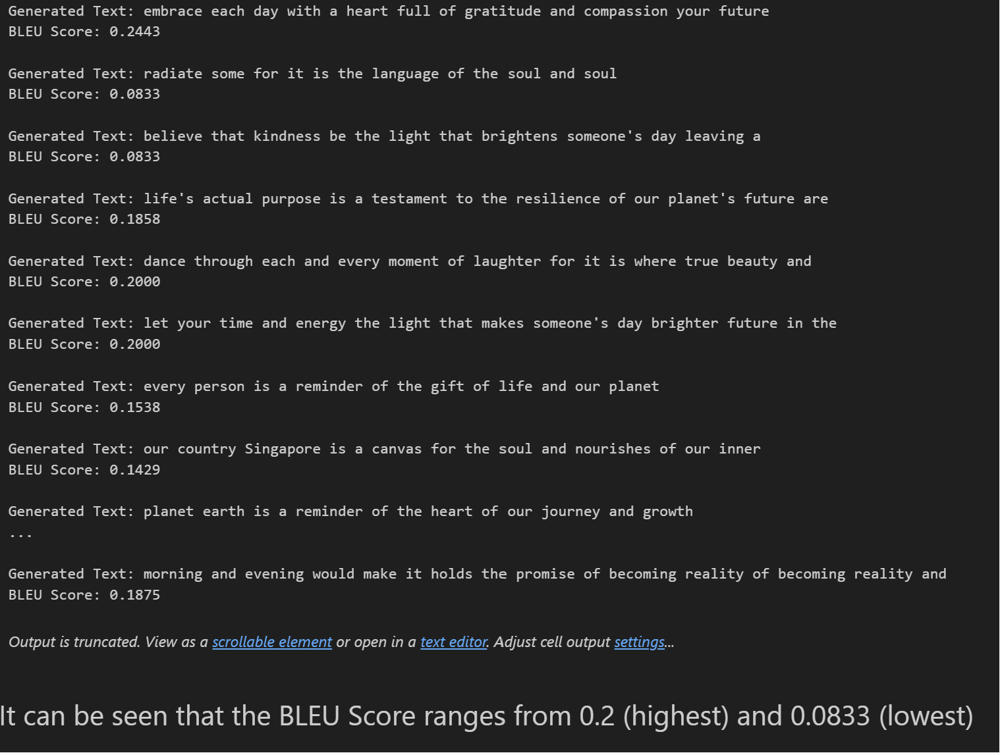 Generated Text: embrace each day with a heart full of gratitude and compassion your future
BLEU Score: 0.2443
Generated Text: radiate some for it is the language of the soul and soul
BLEU Score: 0.0833
Generated Text: believe that kindness be the light that brightens someone's day leaving a
BLEU Score: 0.0833
Generated Text: life's actual purpose is a testament to the resilience of our planet's future are
BLEU Score: 0.1858
Generated Text: dance through each and every moment of laughter for it is where true beauty and
BLEU Score: 0.2000
Generated Text: let your time and energy the light that makes someone's day brighter future in the
BLEU Score: 0.2000
Generated Text: every person is a reminder of the gift of life and our planet
BLEU Score: 0.1538
Generated Text: our country Singapore is a canvas for the soul and nourishes of our inner
BLEU Score: 0.1429
Generated Text: planet earth is a reminder of the heart of our journey and growth
...
Generated Text: morning and evening would make it holds the promise of becoming reality of becoming reality and
BLEU Score: 0.1875
Output is truncated. View as a scrollable element or open in a text editor. Adjust cell output settings...
It can be seen that the BLEU Score ranges from 0.2 (highest) and 0.0833 (lowest)